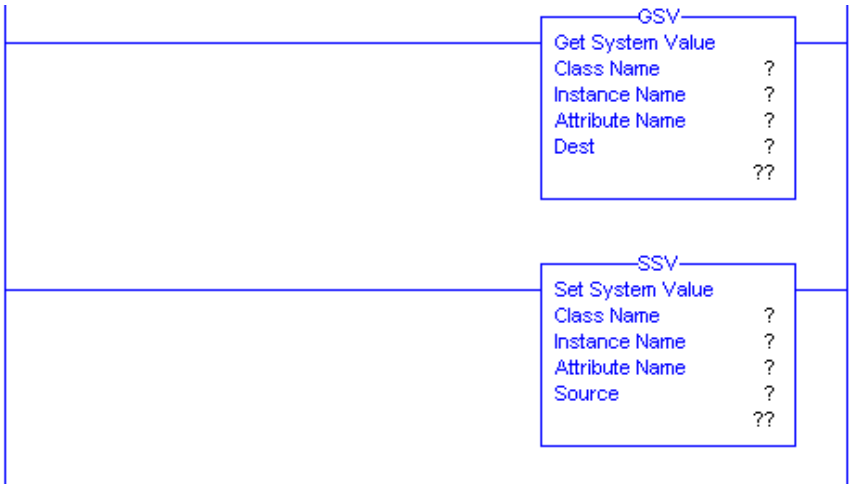 GSV
Get System Value
Class Name ?
Instance Name ?
Attribute Name ?
Dest ?
??
SSV
Set System Value
Class Name ?
Instance Name ?
Attribute Name ?
Source ?
??